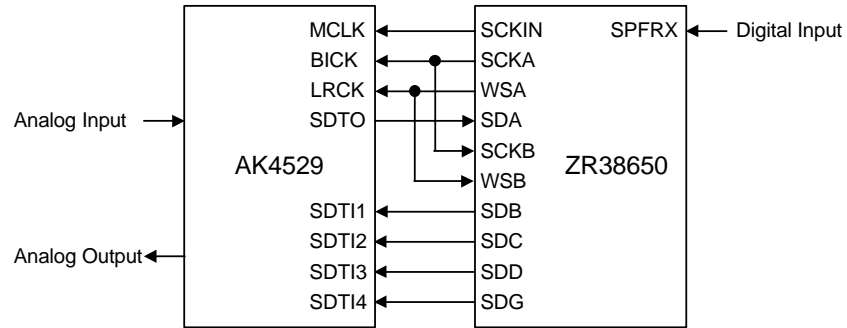 MCLK SCKIN SPFRX Digital Input
BICK SCKA
LRCK WSA
Analog Input SDTO SDA
SCKB
AK4529 ZR38650
WSB
SDTI1 SDB
SDTI2 SDC
Analog Output
SDTI3 SDD
SDTI4 SDG